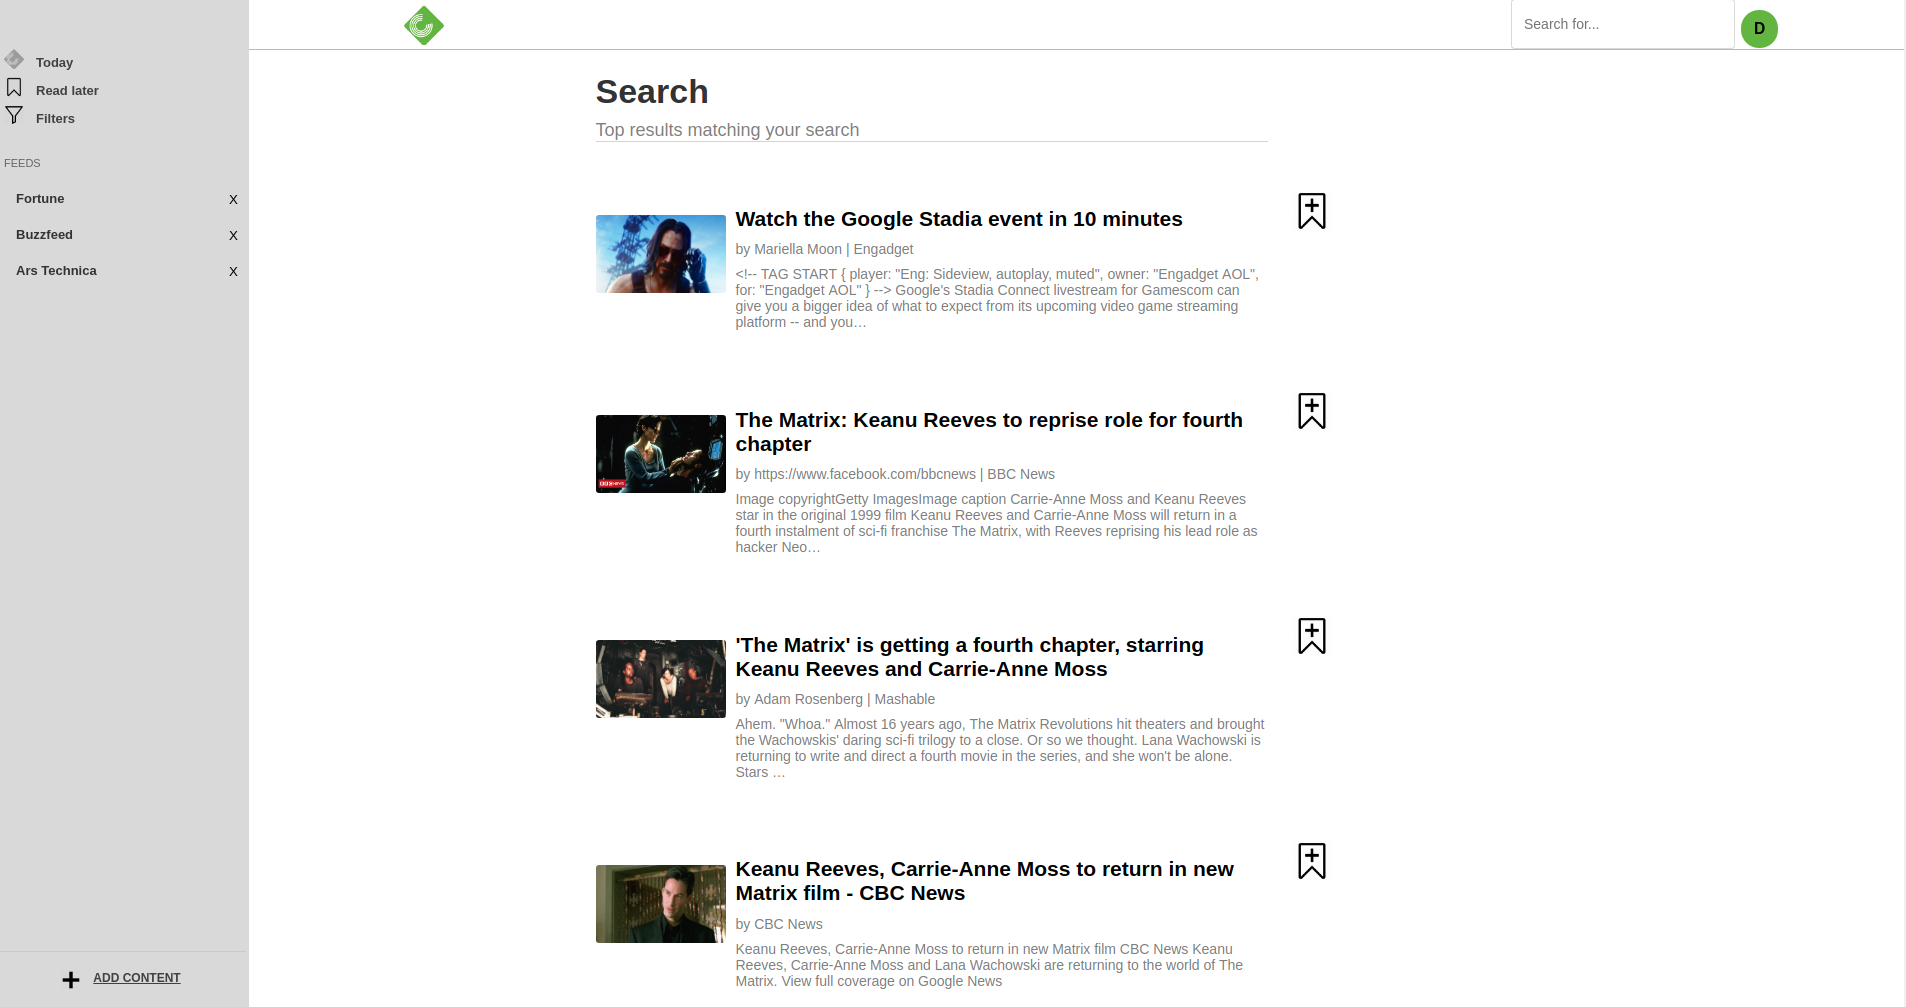 Search for...
D
Today
Read later
Filters
FEEDS
Fortune X
Buzzfeed X
Ars Technica X
ADD CONTENT
Search
Top results matching your search
Watch the Google Stadia event in 10 minutes
by Mariella Moon | Engadget
<!-- TAG START { player: "Eng: Sideview, autoplay, muted", owner: "Engadget AOL",
for: "Engadget AOL" } --> Google's Stadia Connect livestream for Gamescom can
give you a bigger idea of what to expect from its upcoming video game streaming
platform -- and you…
BBC NEWS
The Matrix: Keanu Reeves to reprise role for fourth
chapter
by https://www.facebook.com/bbcnews | BBC News
Image copyrightGetty ImagesImage caption Carrie-Anne Moss and Keanu Reeves
star in the original 1999 film Keanu Reeves and Carrie-Anne Moss will return in a
fourth instalment of sci-fi franchise The Matrix, with Reeves reprising his lead role as
hacker Neo…
'The Matrix' is getting a fourth chapter, starring
Keanu Reeves and Carrie-Anne Moss
by Adam Rosenberg | Mashable
Ahem. "Whoa." Almost 16 years ago, The Matrix Revolutions hit theaters and brought
the Wachowskis' daring sci-fi trilogy to a close. Or so we thought. Lana Wachowski is
returning to write and direct a fourth movie in the series, and she won't be alone.
Stars …
Keanu Reeves, Carrie-Anne Moss to return in new
Matrix film - CBC News
by CBC News
Keanu Reeves, Carrie-Anne Moss to return in new Matrix film CBC News Keanu
Reeves, Carrie-Anne Moss and Lana Wachowski are returning to the world of The
Matrix. View full coverage on Google News